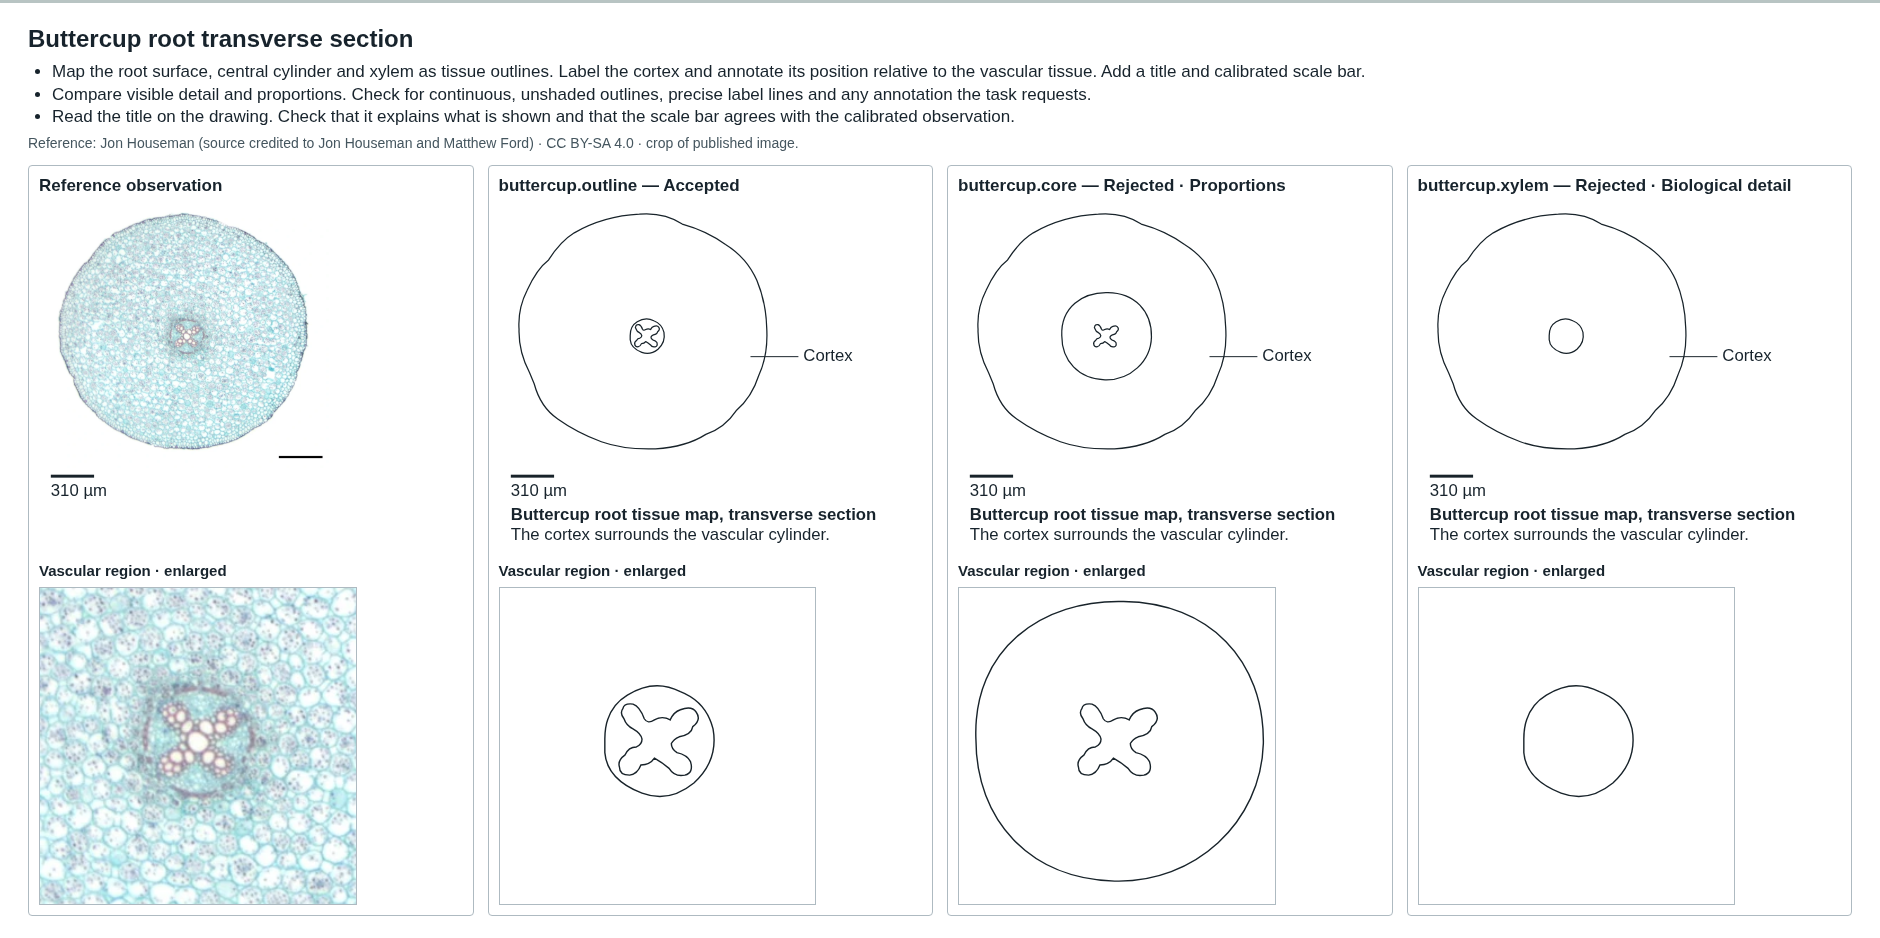 Buttercup root transverse section
• Map the root surface, central cylinder and xylem as tissue outlines. Label the cortex and annotate its position relative to the vascular tissue. Add a title and calibrated scale bar.
• Compare visible detail and proportions. Check for continuous, unshaded outlines, precise label lines and any annotation the task requests.
• Read the title on the drawing. Check that it explains what is shown and that the scale bar agrees with the calibrated observation.
Reference: Jon Houseman (source credited to Jon Houseman and Matthew Ford) · CC BY-SA 4.0 · crop of published image.
Reference observation
310 µm
Vascular region · enlarged
buttercup.outline — Accepted
Cortex
310 µm
Buttercup root tissue map, transverse section
The cortex surrounds the vascular cylinder.
Vascular region · enlarged
buttercup.core — Rejected · Proportions
Cortex
310 µm
Buttercup root tissue map, transverse section
The cortex surrounds the vascular cylinder.
Vascular region · enlarged
buttercup.xylem — Rejected · Biological detail
Cortex
310 µm
Buttercup root tissue map, transverse section
The cortex surrounds the vascular cylinder.
Vascular region · enlarged